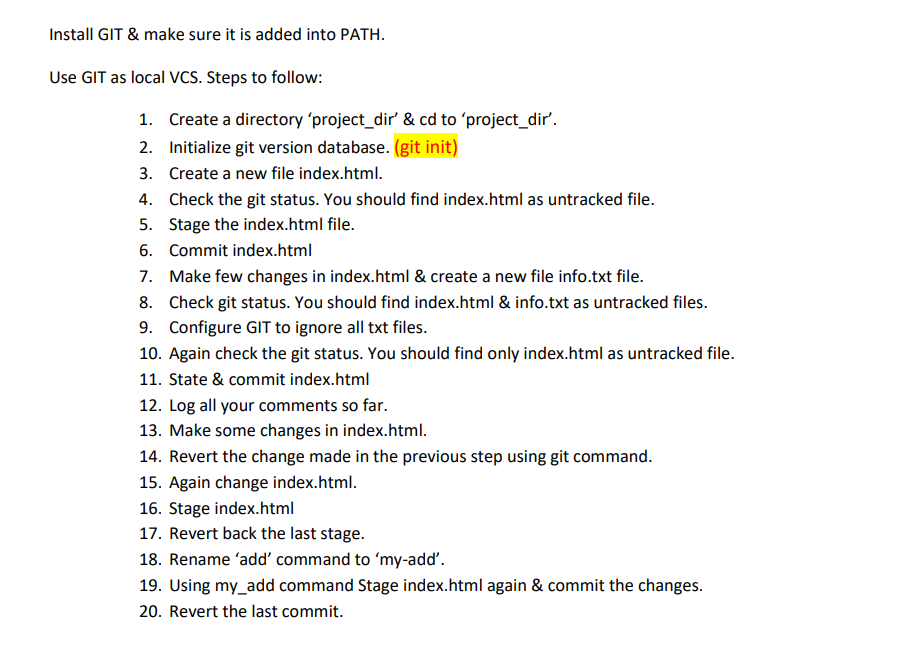 Install GIT & make sure it is added into PATH.
Use GIT as local VCS. Steps to follow:
1. Create a directory ‘project_dir’ & cd to ‘project_dir’.
2. Initialize git version database. (git init)
3. Create a new file index.html.
4. Check the git status. You should find index.html as untracked file.
5. Stage the index.html file.
6. Commit index.html
7. Make few changes in index.html & create a new file info.txt file.
8. Check git status. You should find index.html & info.txt as untracked files.
9. Configure GIT to ignore all txt files.
10. Again check the git status. You should find only index.html as untracked file.
11. State & commit index.html
12. Log all your comments so far.
13. Make some changes in index.html.
14. Revert the change made in the previous step using git command.
15. Again change index.html.
16. Stage index.html
17. Revert back the last stage.
18. Rename ‘add’ command to ‘my-add’.
19. Using my_add command Stage index.html again & commit the changes.
20. Revert the last commit.